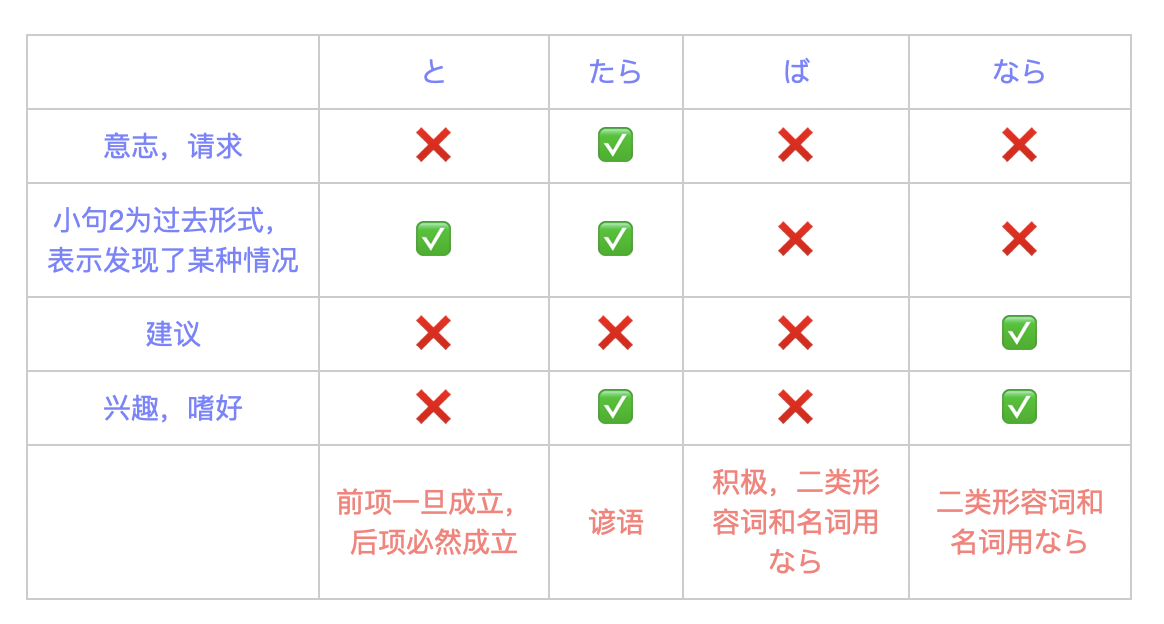 と たら ば なら
意志，请求 ❌ ✅ ❌ ❌
小句2为过去形式，
表示发现了某种情况 ✅ ✅ ❌ ❌
建议 ❌ ❌ ❌ ✅
兴趣，嗜好 ❌ ✅ ❌ ✅
前项一旦成立，
后项必然成立
谚语
积极，二类形
容词和名词用
なら
二类形容词和
名词用なら